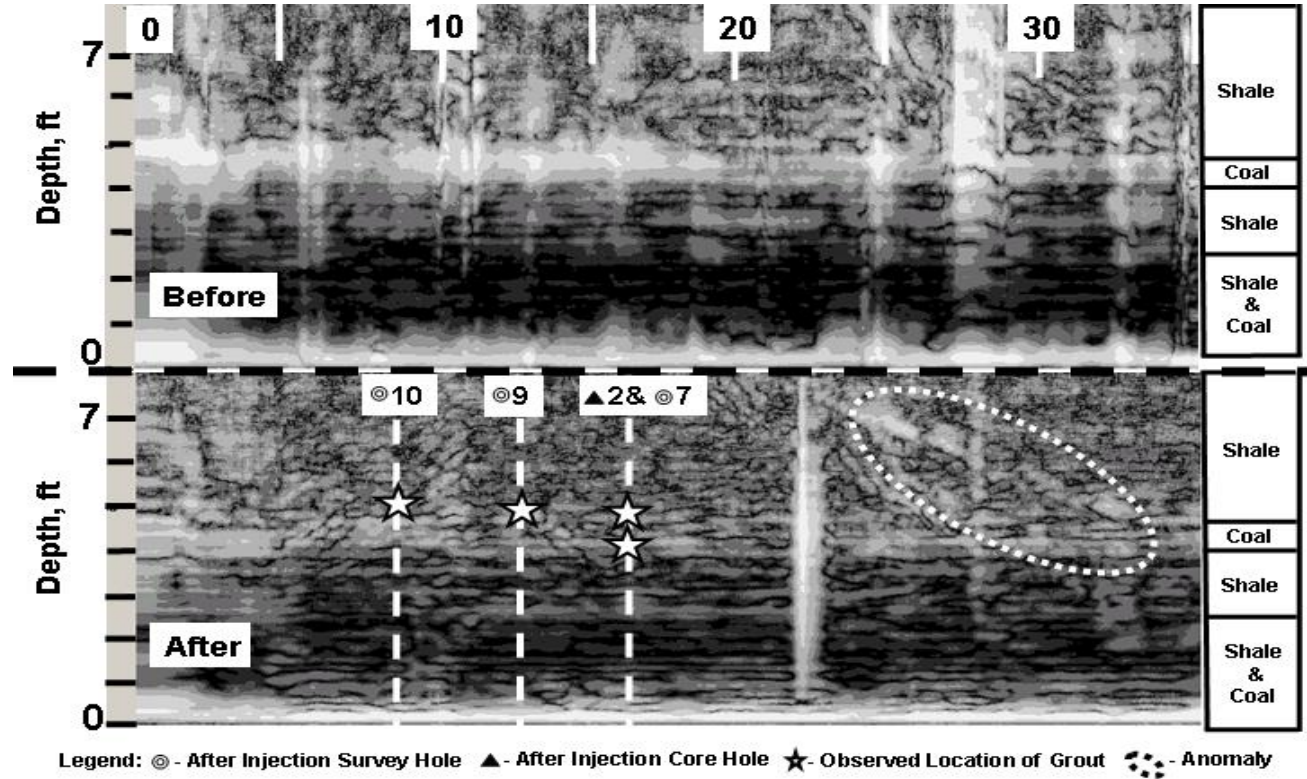 0 10 20 30
7
Depth, ft
Before
0
Shale
Coal
Shale
Shale
&
Coal
◎10 ◎9 ▲2& ◎7
7
Depth, ft
After
0
Shale
Coal
Shale
Shale
&
Coal
Legend: ◎ - After Injection Survey Hole ▲ - After Injection Core Hole ☆ - Observed Location of Grout - Anomaly